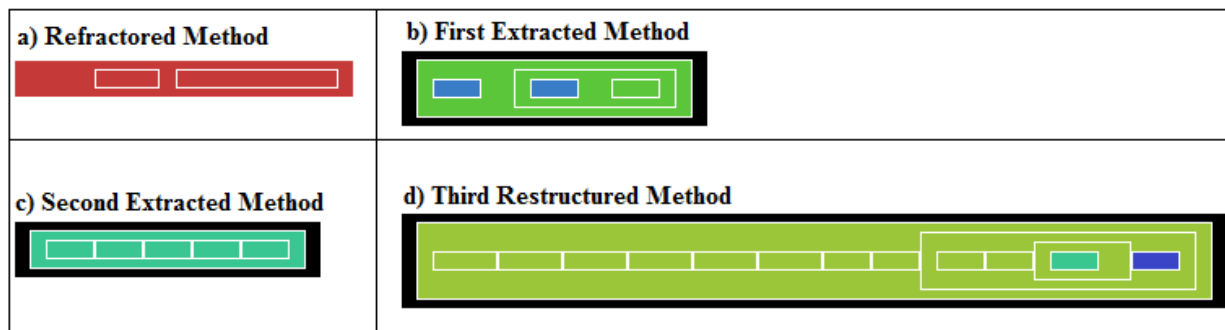 a) Refractored Method
b) First Extracted Method
c) Second Extracted Method
d) Third Restructured Method